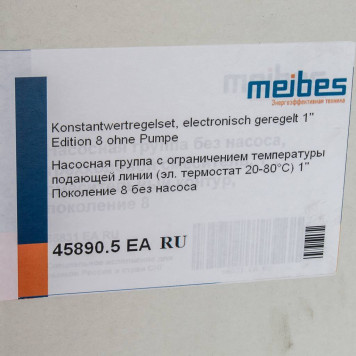 meibes
Энергоэффективная техника
Konstantwertregelset, electronisch geregelt 1"
Edition 8 ohne Pumpe
Насосная группа с ограничением температуры
подающей линии (эл. термостат 20-80°С) 1"
Поколение 8 без насоса
45890.5 EA RU